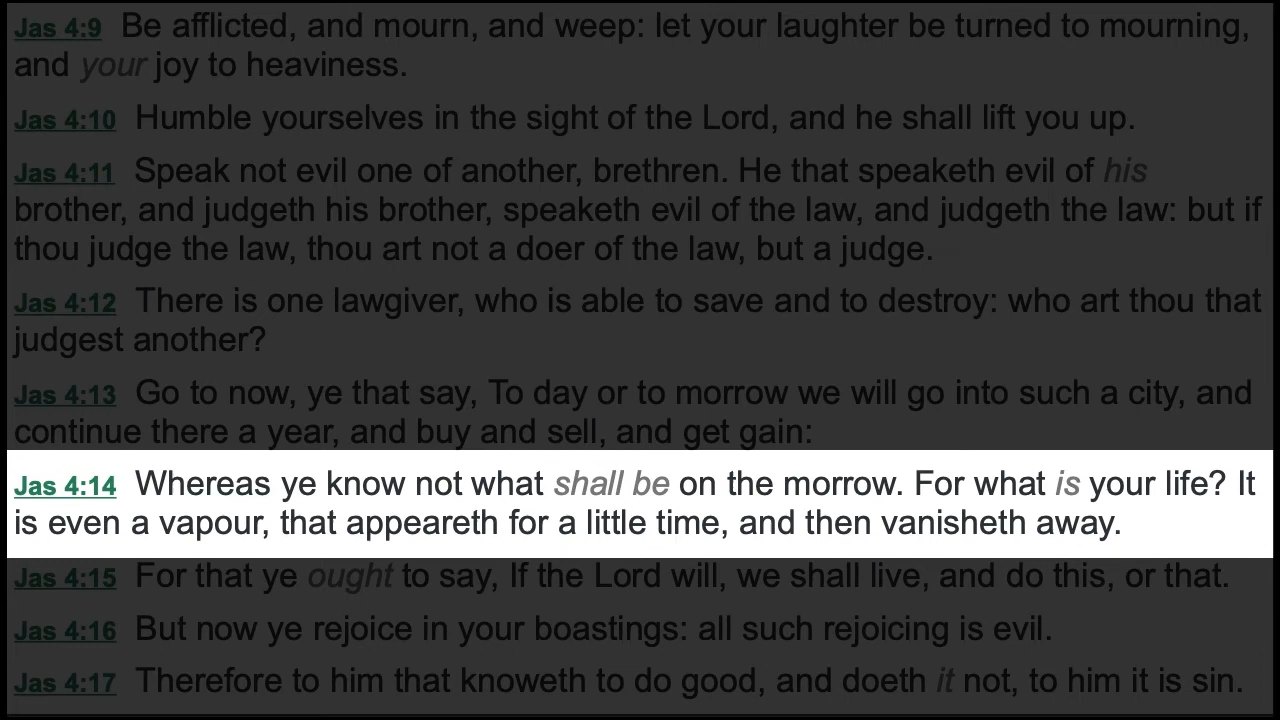 Jas 4:9 Be afflicted, and mourn, and weep: let your laughter be turned to mourning,
and your joy to heaviness.
Jas 4:10 Humble yourselves in the sight of the Lord, and he shall lift you up.
Jas 4:11 Speak not evil one of another, brethren. He that speaketh evil of his
brother, and judgeth his brother, speaketh evil of the law, and judgeth the law: but if
thou judge the law, thou art not a doer of the law, but a judge.
Jas 4:12 There is one lawgiver, who is able to save and to destroy: who art thou that
judgest another?
Jas 4:13 Go to now, ye that say, To day or to morrow we will go into such a city, and
continue there a year, and buy and sell, and get gain:
Jas 4:14 Whereas ye know not what shall be on the morrow. For what is your life? It
is even a vapour, that appeareth for a little time, and then vanisheth away.
Jas 4:15 For that ye ought to say, If the Lord will, we shall live, and do this, or that.
Jas 4:16 But now ye rejoice in your boastings: all such rejoicing is evil.
Jas 4:17 Therefore to him that knoweth to do good, and doeth it not, to him it is sin.